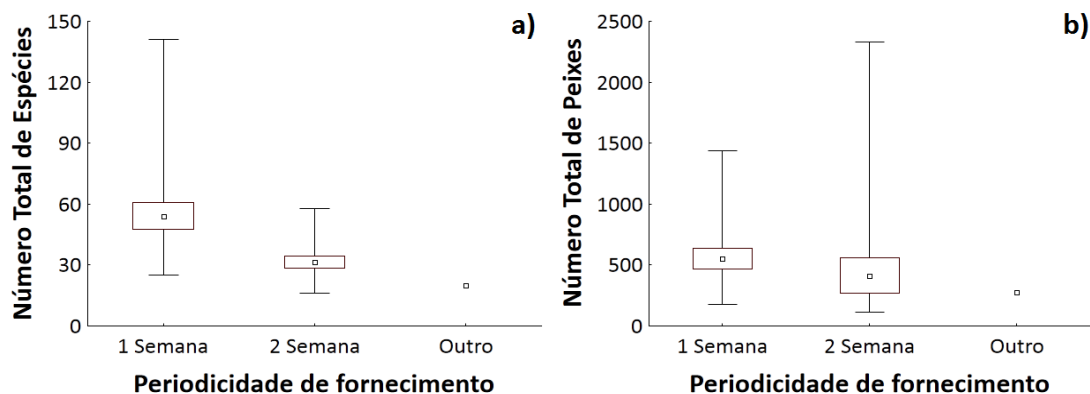 a)
Número Total de Espécies
150
120
90
60
30
0
1 Semana
2 Semana
Outro
Periodicidade de fornecimento
b)
Número Total de Peixes
2500
2000
1500
1000
500
0
1 Semana
2 Semana
Outro
Periodicidade de fornecimento